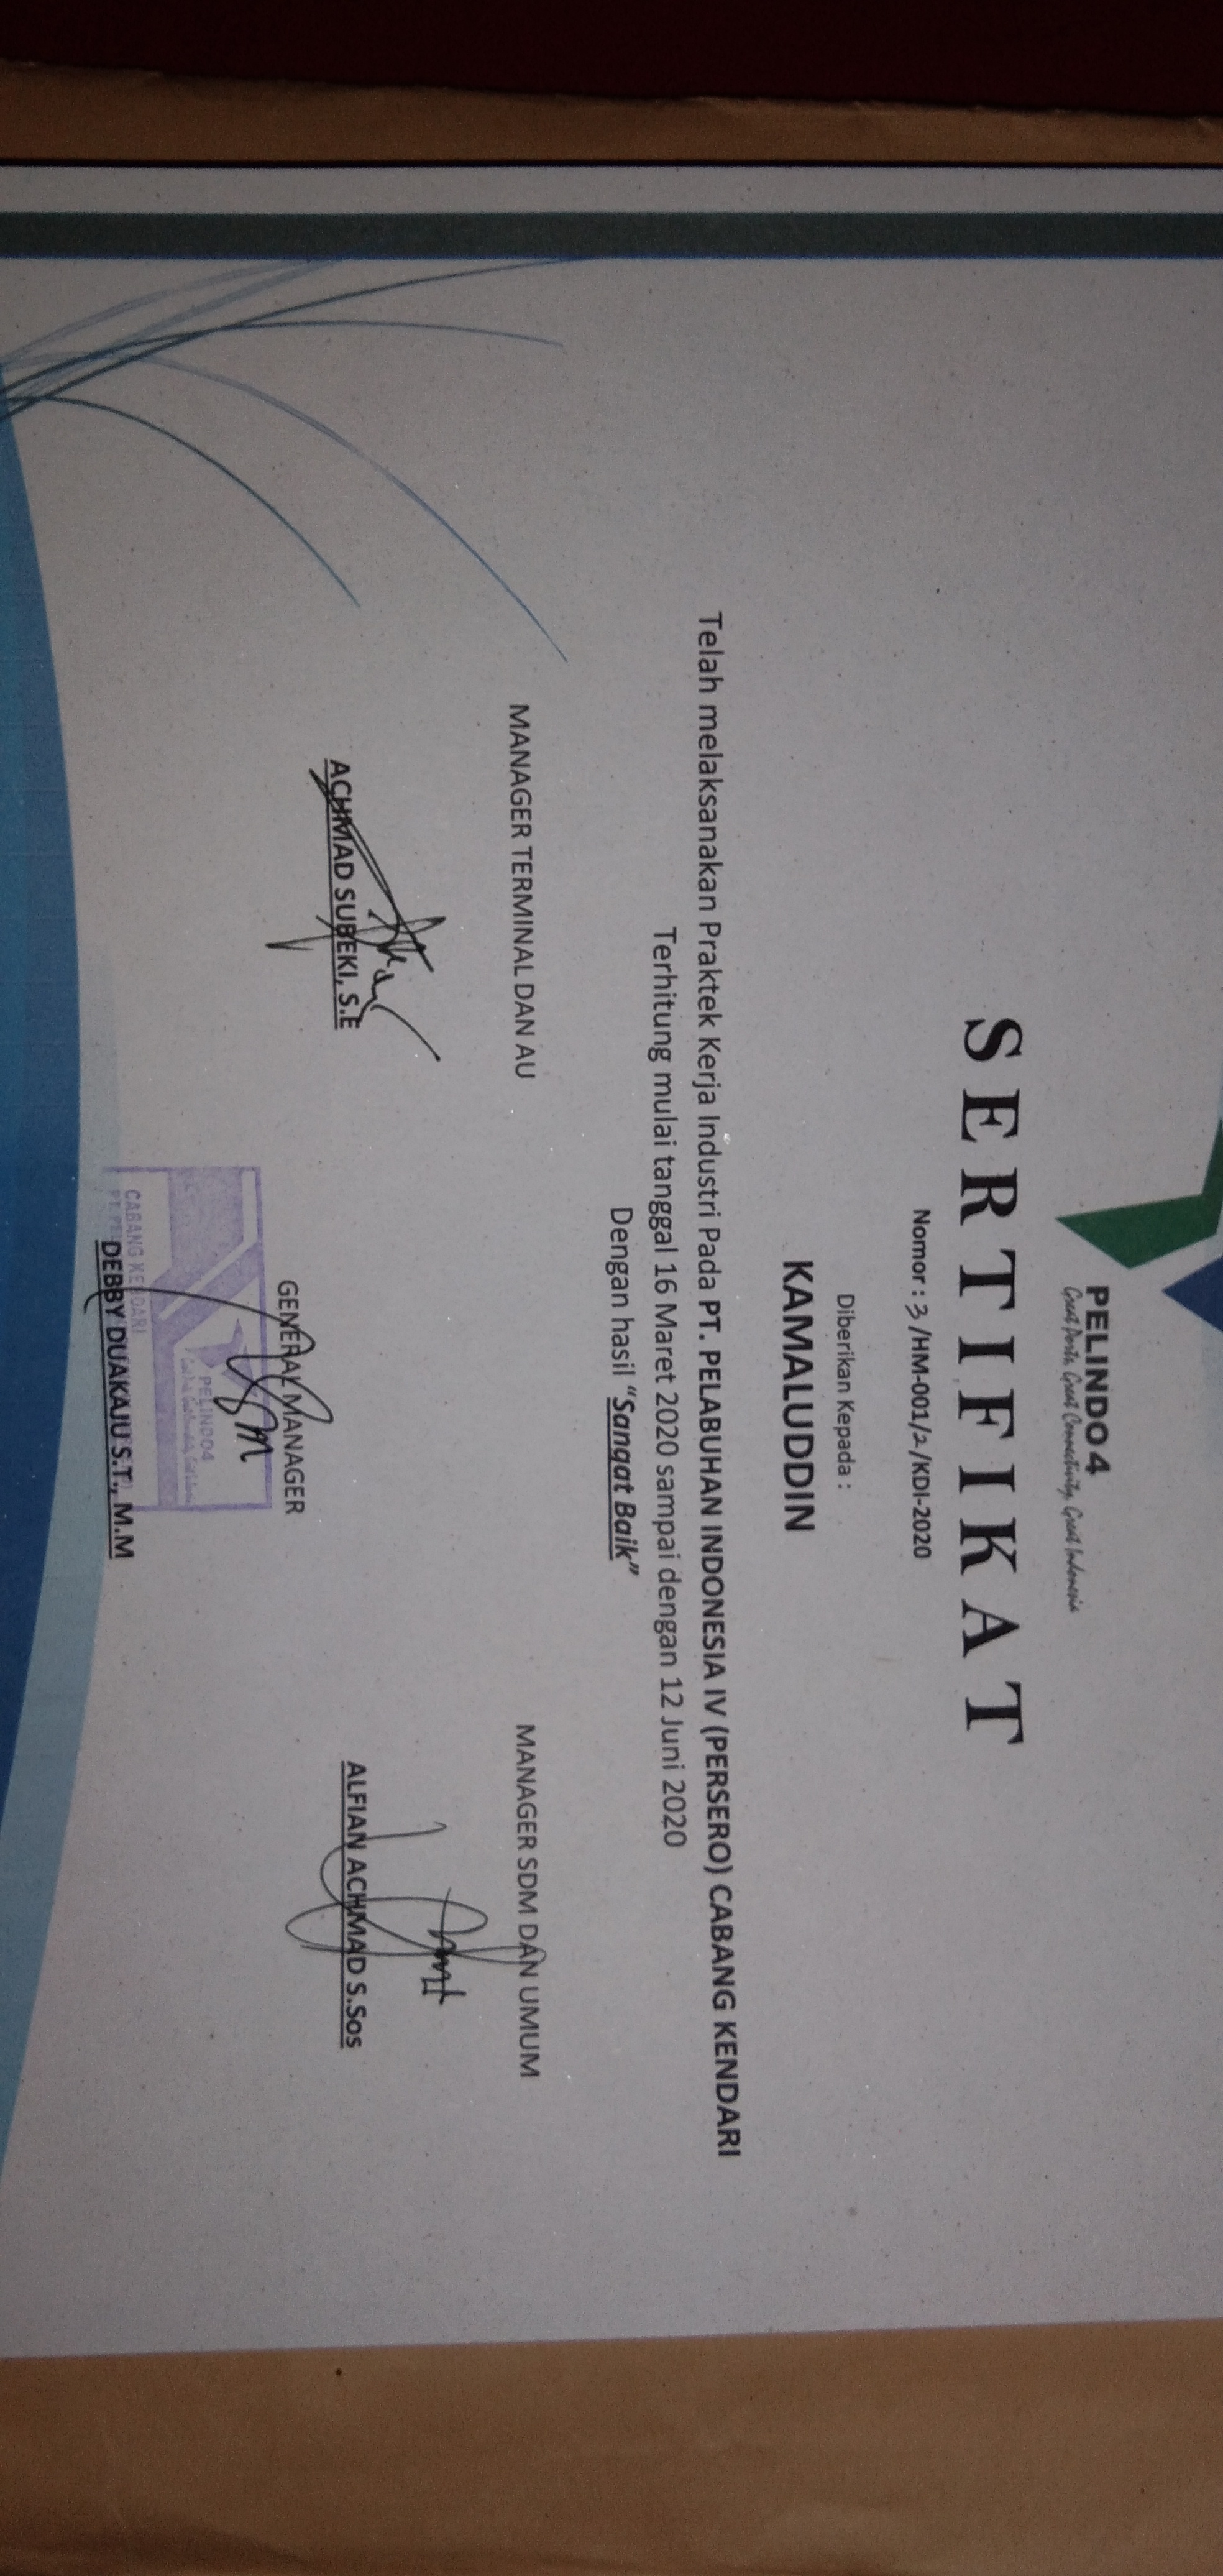 PELINDO 4
Great Ports, Great Connectivity, Great Indonesia
SERTIFIKAT
Nomor : 3 /HM-001/2/KDI-2020
Diberikan Kepada :
KAMALUDDIN
Telah melaksanakan Praktek Kerja Industri Pada PT. PELABUHAN INDONESIA IV (PERSERO) CABANG KENDARI
Terhitung mulai tanggal 16 Maret 2020 sampai dengan 12 Juni 2020
Dengan hasil "Sangat Baik"
MANAGER TERMINAL DAN AU
ACHMAD SUBEKI, S.E
MANAGER SDM DAN UMUM
ALFIAN ACHMAD S.Sos
GENERAL MANAGER
PELINDO4
CABANG KENDARI
DEBBY DUAKAJU S.T., M.M